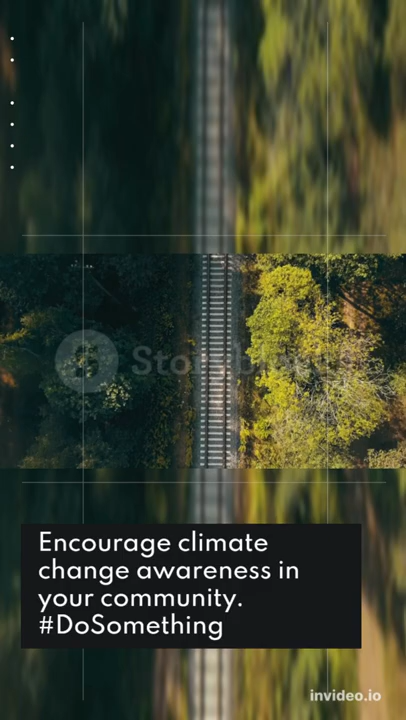 Encourage climate
change awareness in
your community.
#DoSomething
invideo.io